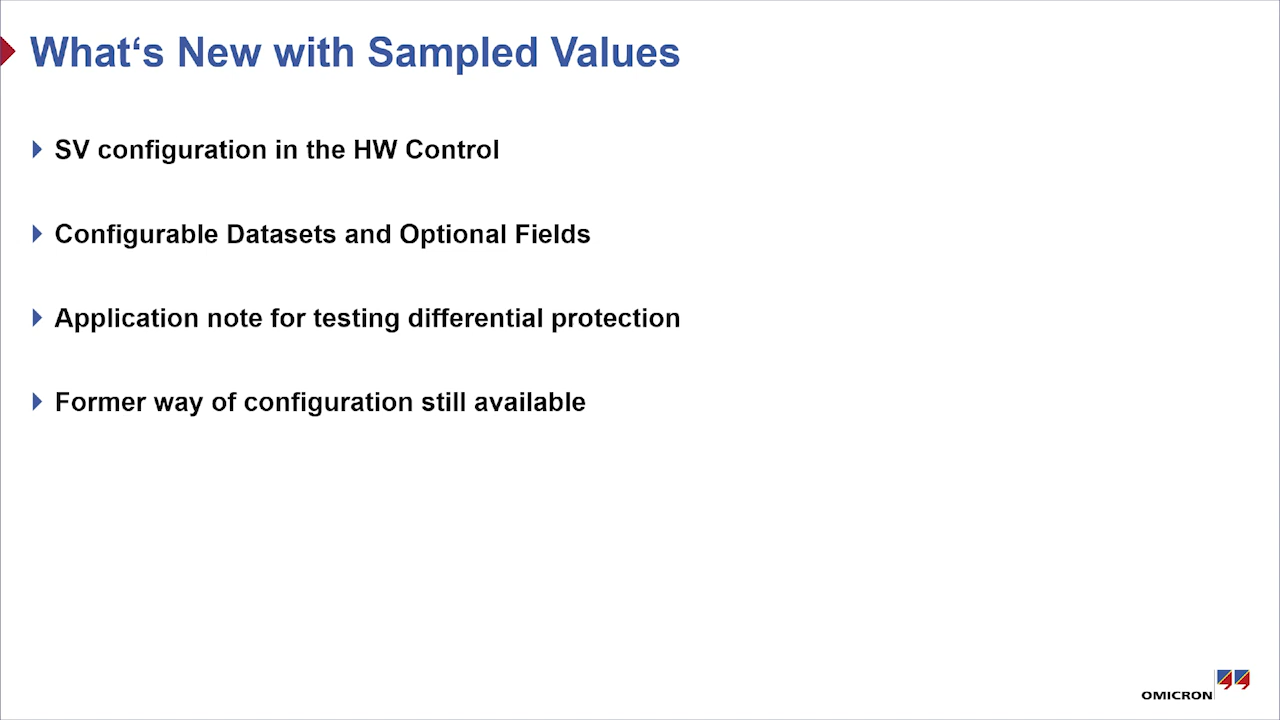 What‘s New with Sampled Values
SV configuration in the HW Control
Configurable Datasets and Optional Fields
Application note for testing differential protection
Former way of configuration still available
OMICRON